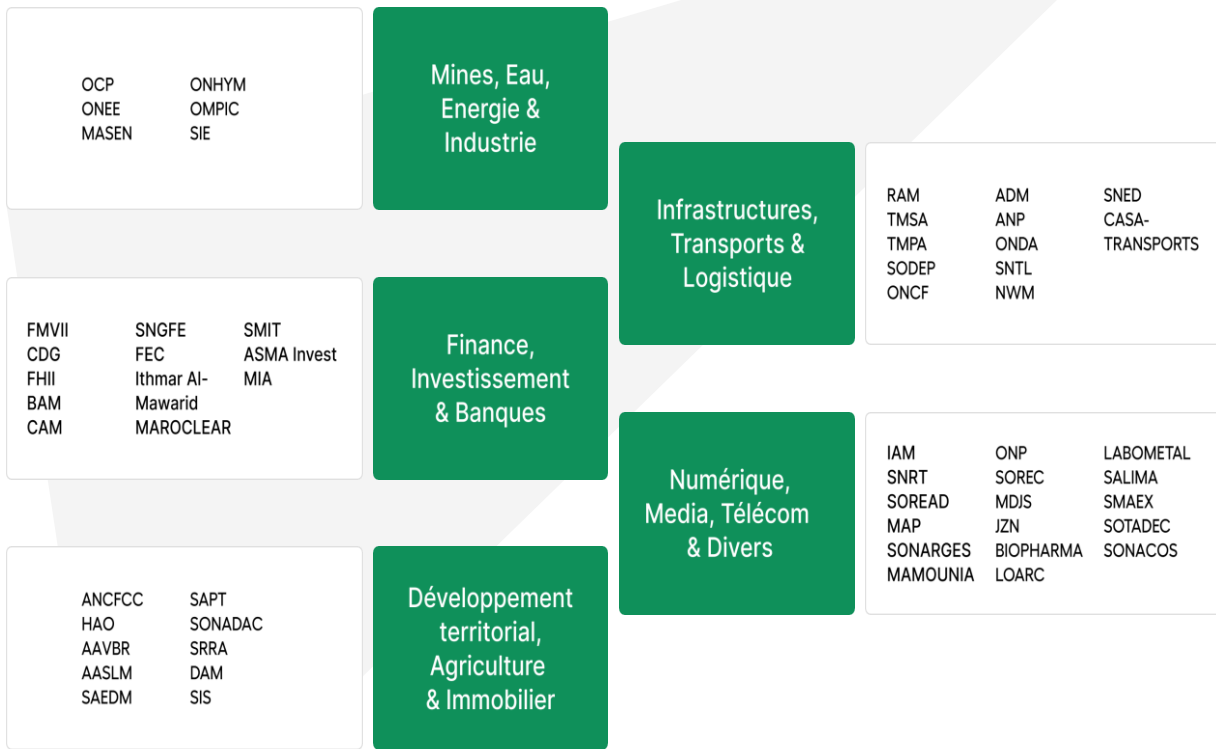 OCP
ONEE
MASEN
ONHYM
OMPIC
SIE
Mines, Eau,
Energie &
Industrie
Infrastructures,
Transports &
Logistique
RAM
TMSA
TMPA
SODEP
ONCF
ADM
ANP
ONDA
SNTL
NWM
SNED
CASA-
TRANSPORTS
FMVII
CDG
FHII
BAM
CAM
SNGFE
FEC
Ithmar Al-
Mawarid
MAROCLEAR
SMIT
ASMA Invest
MIA
Finance,
Investissement
& Banques
Numérique,
Media, Télécom
& Divers
IAM
SNRT
SOREAD
MAP
SONARGES
MAMOUNIA
ONP
SOREC
MDJS
JZN
BIOPHARMA
LOARC
LABOMETAL
SALIMA
SMAEX
SOTADEC
SONACOS
ANCFCC
HAO
AAVBR
AASLM
SAEDM
SAPT
SONADAC
SRRA
DAM
SIS
Développement
territorial,
Agriculture
& Immobilier